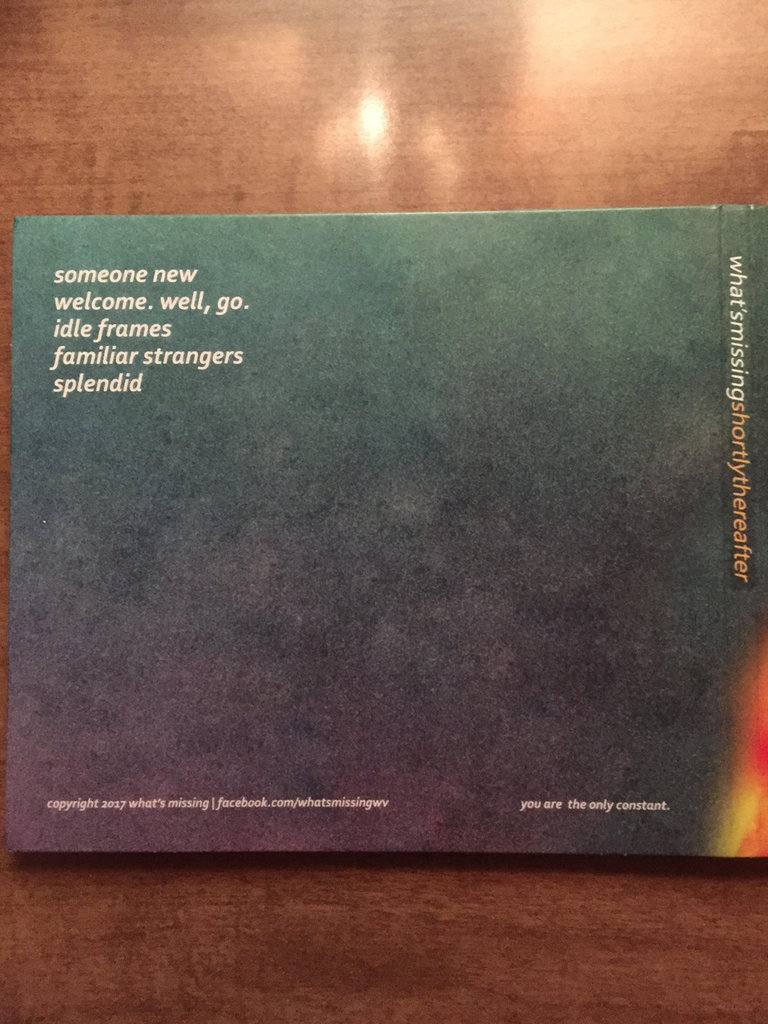 someone new
welcome. well, go.
idle frames
familiar strangers
splendid
what'smissingshortlythereafter
copyright 2017 what's missing | facebook.com/whatsmissingwv
you are the only constant.